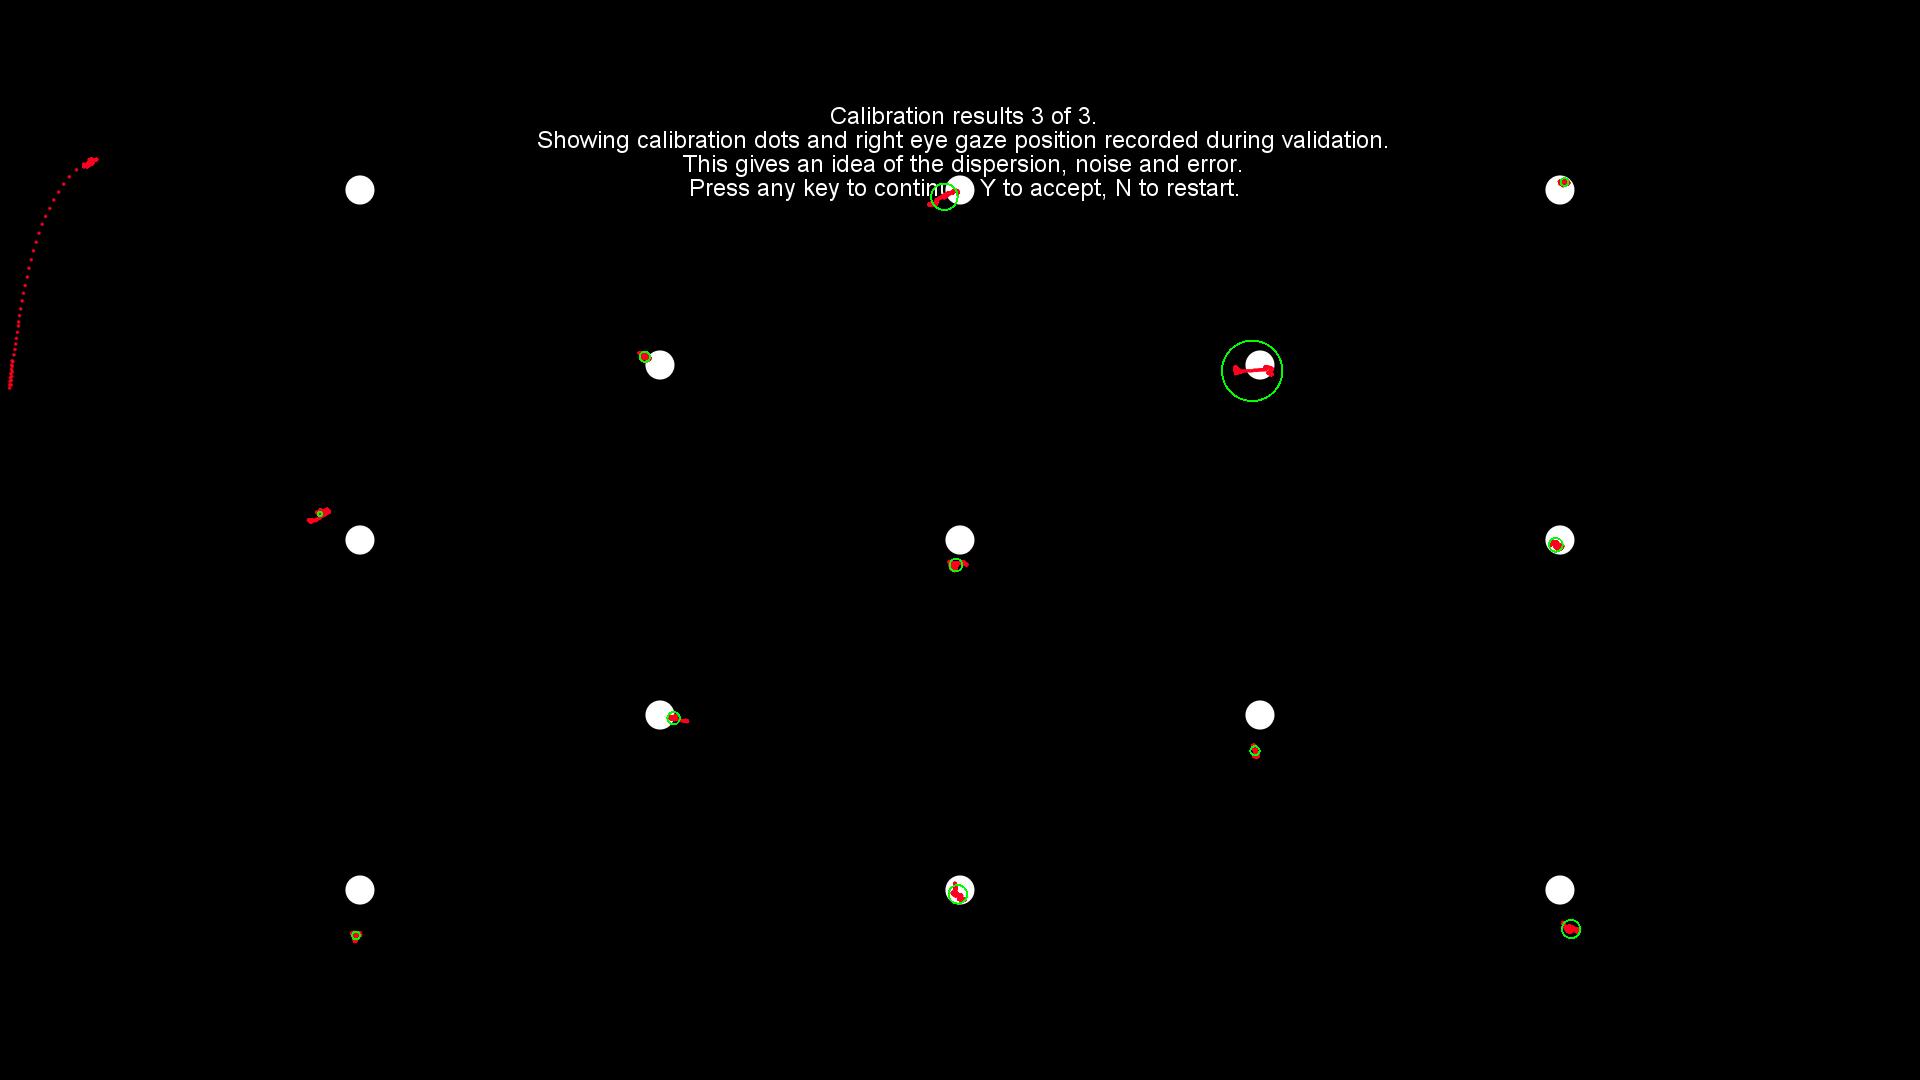 Calibration results 3 of 3.
Showing calibration dots and right eye gaze position recorded during validation.
This gives an idea of the dispersion, noise and error.
Press any key to Y to accept, N to restart.